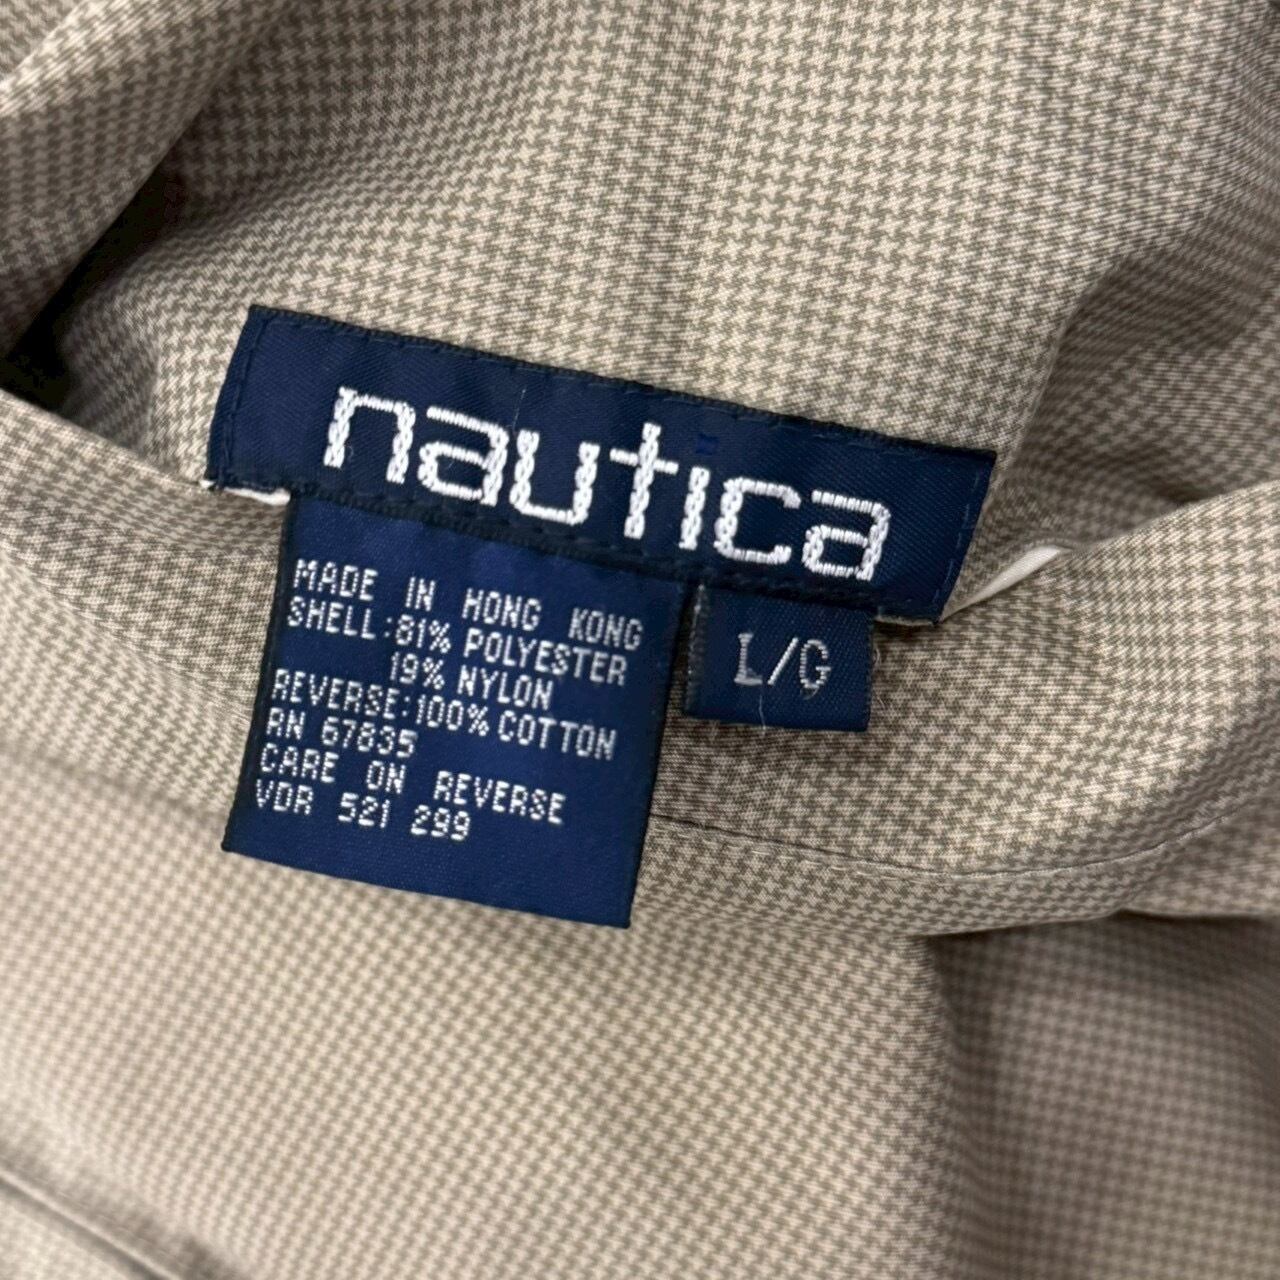 nautica
MADE IN HONG KONG
SHELL:81% POLYESTER
19% NYLON
REVERSE:100% COTTON
RN 67835
CARE ON REVERSE
VDR 521 299
L/G